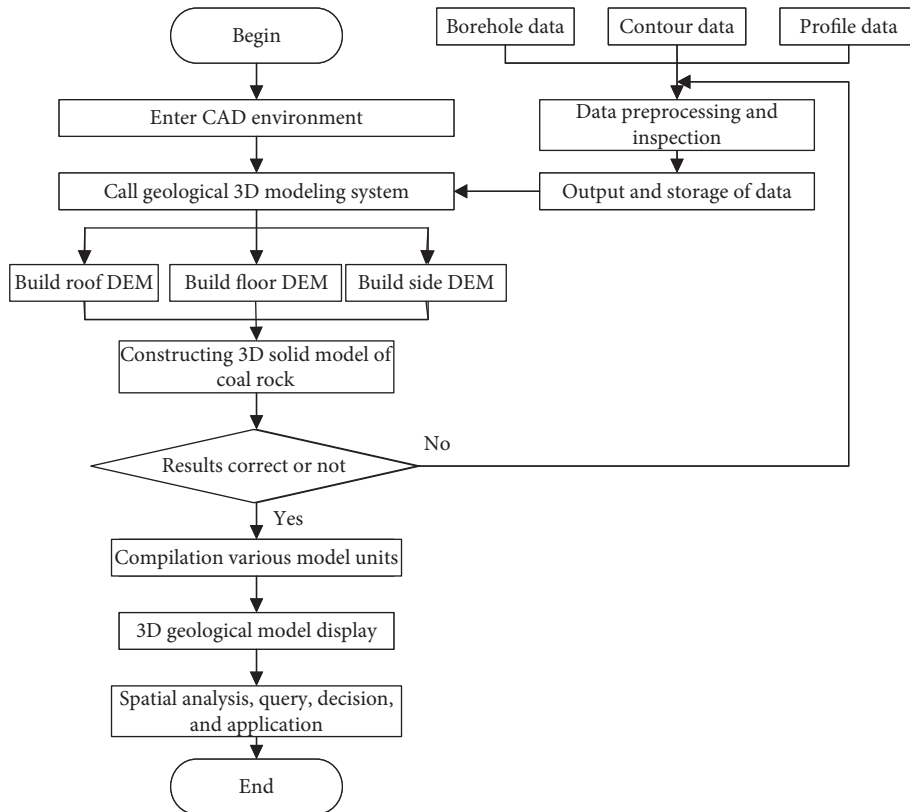 Begin
Borehole data
Contour data
Profile data
Enter CAD environment
Data preprocessing and
inspection
Call geological 3D modeling system
Output and storage of data
Build roof DEM
Build floor DEM
Build side DEM
Constructing 3D solid model of
coal rock
Results correct or not
No
Yes
Compilation various model units
3D geological model display
Spatial analysis, query, decision,
and application
End